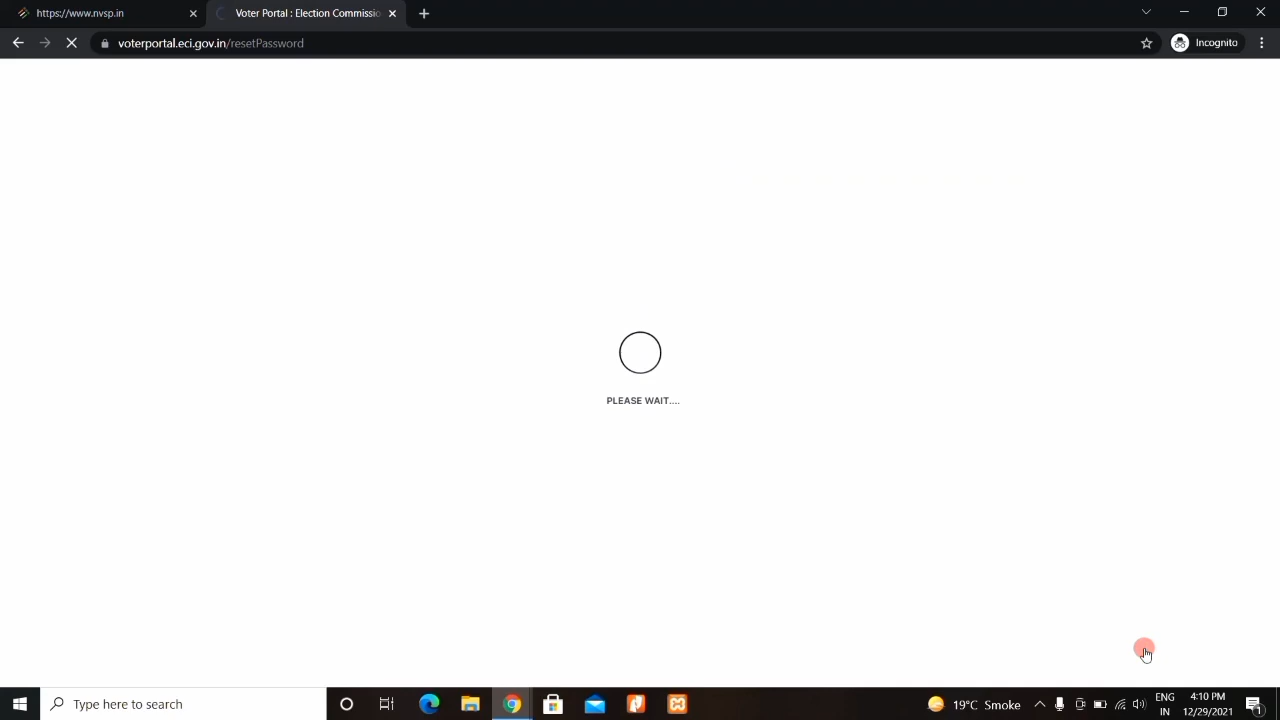 https://www.nvsp.in
Voter Portal : Election Commissio
voterportal.eci.gov.in/resetPassword
Incognito
PLEASE WAIT....
Type here to search
19°C Smoke
ENG
IN
4:10 PM
12/29/2021
1